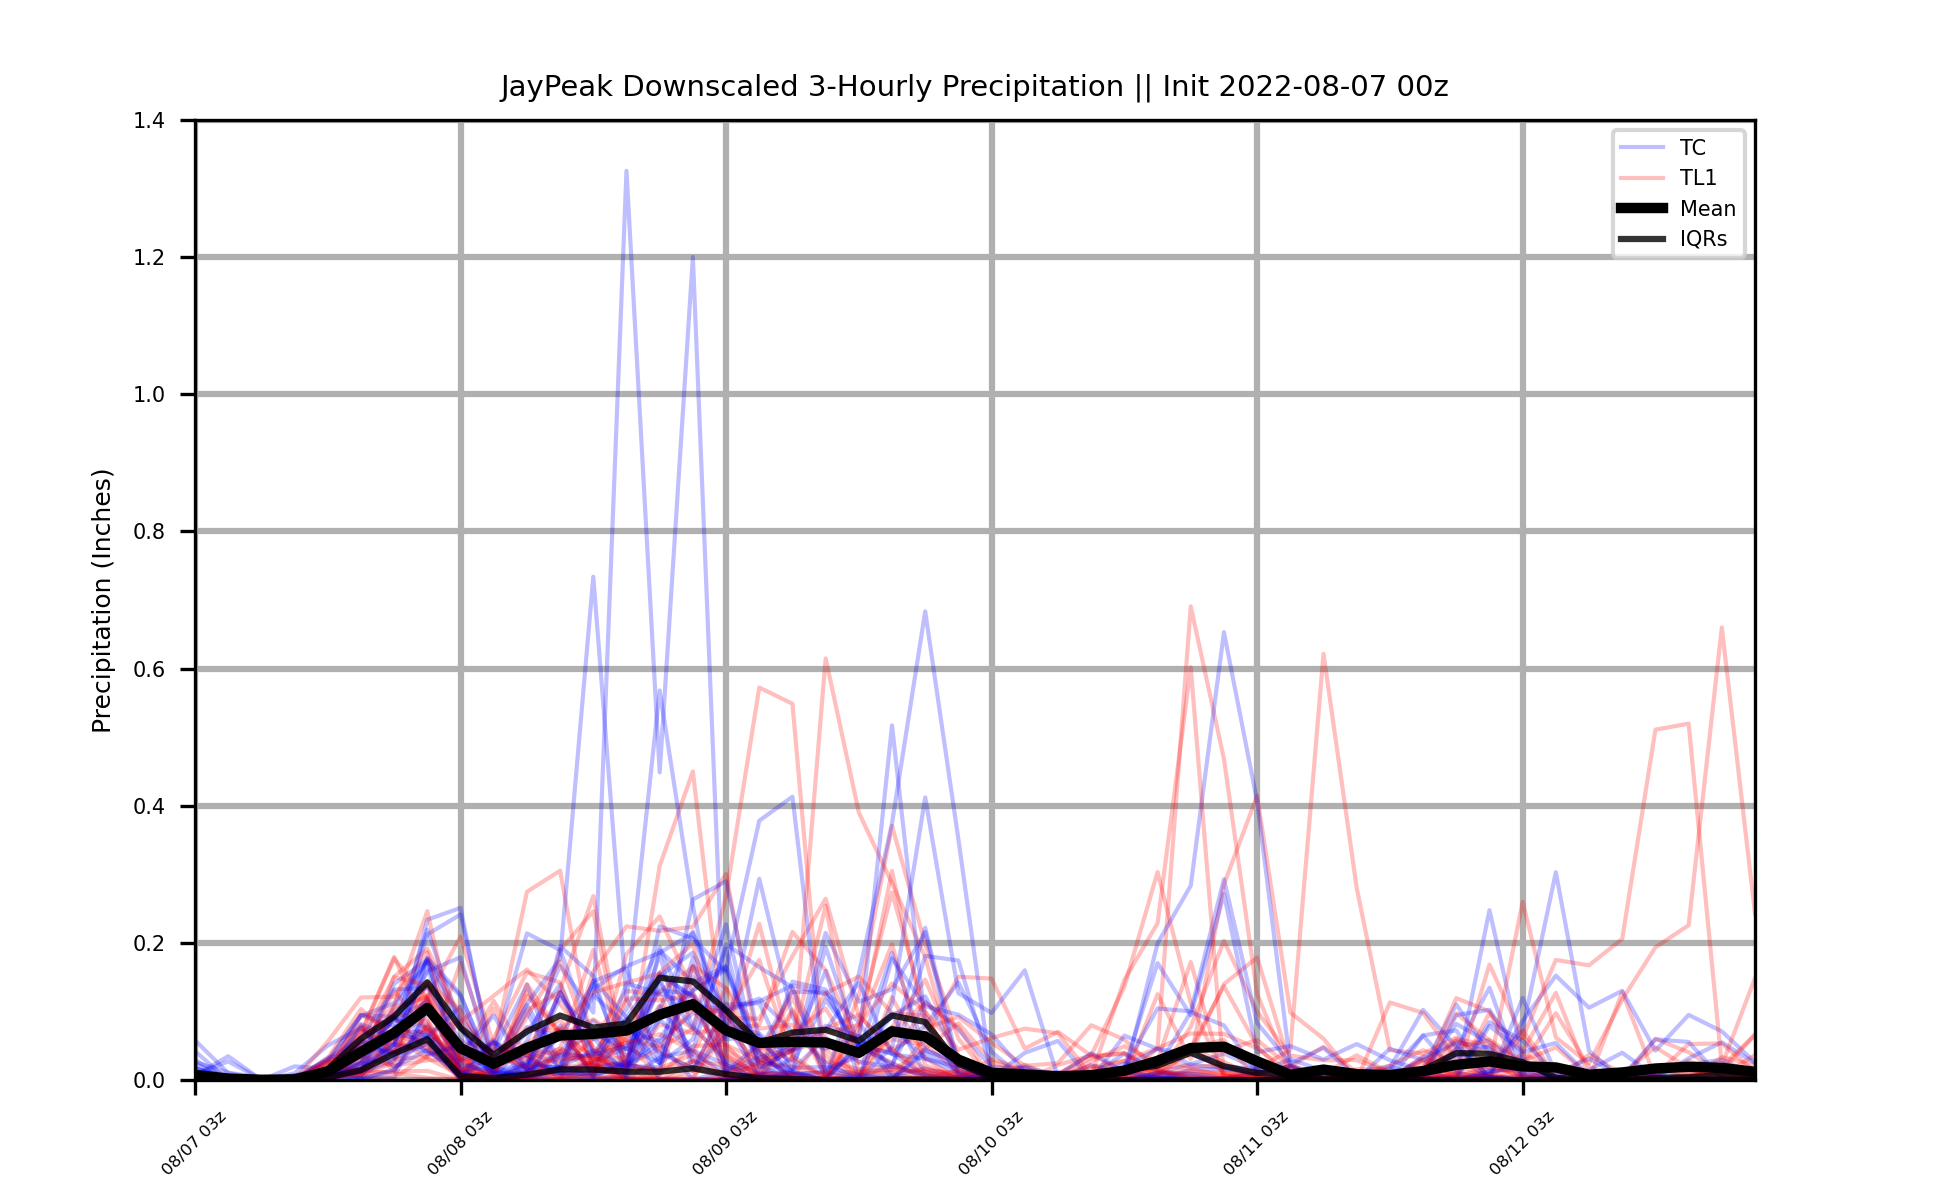 JayPeak Downscaled 3-Hourly Precipitation || Init 2022-08-07 00z
Precipitation (Inches)
1.4
1.2
1.0
0.8
0.6
0.4
0.2
0.0
TC
TL1
Mean
IQRs
08/07 03z
08/08 03z
08/09 03z
08/10 03z
08/11 03z
08/12 03z